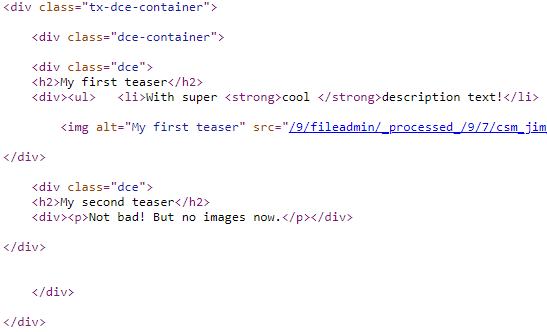 <div class="tx-dce-container">
<div class="dce-container">
<div class="dce">
<h2>My first teaser</h2>
<div><ul>   <li>With super <strong>cool </strong>description text!</li>
<img alt="My first teaser" src="/9/fileadmin/_processed_/9/7/csm_jim
</div>
<div class="dce">
<h2>My second teaser</h2>
<div><p>Not bad! But no images now.</p></div>
</div>
</div>
</div>